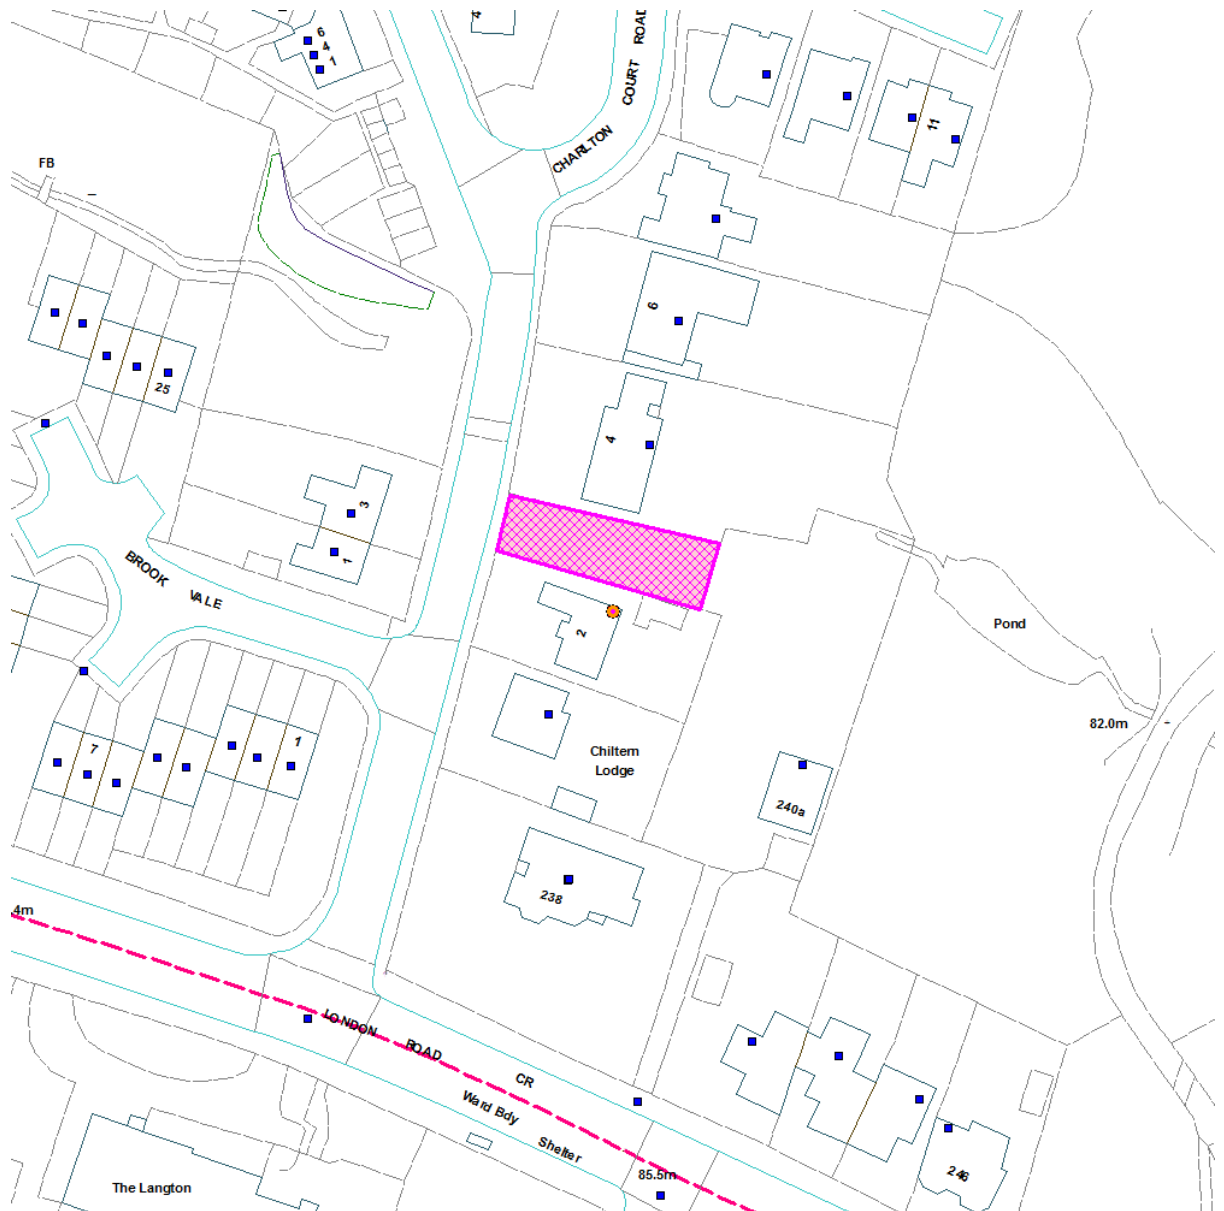 4
6
4
1
CHARLTON COURT ROAD
11
FB
6
25
4
3
1
BROOK VALE
2
Pond
82.0m
7
1
Chiltern
Lodge
240a
238
4m
LONDON ROAD
CR
Ward Bdy
Shelter
85.5m
246
The Langton